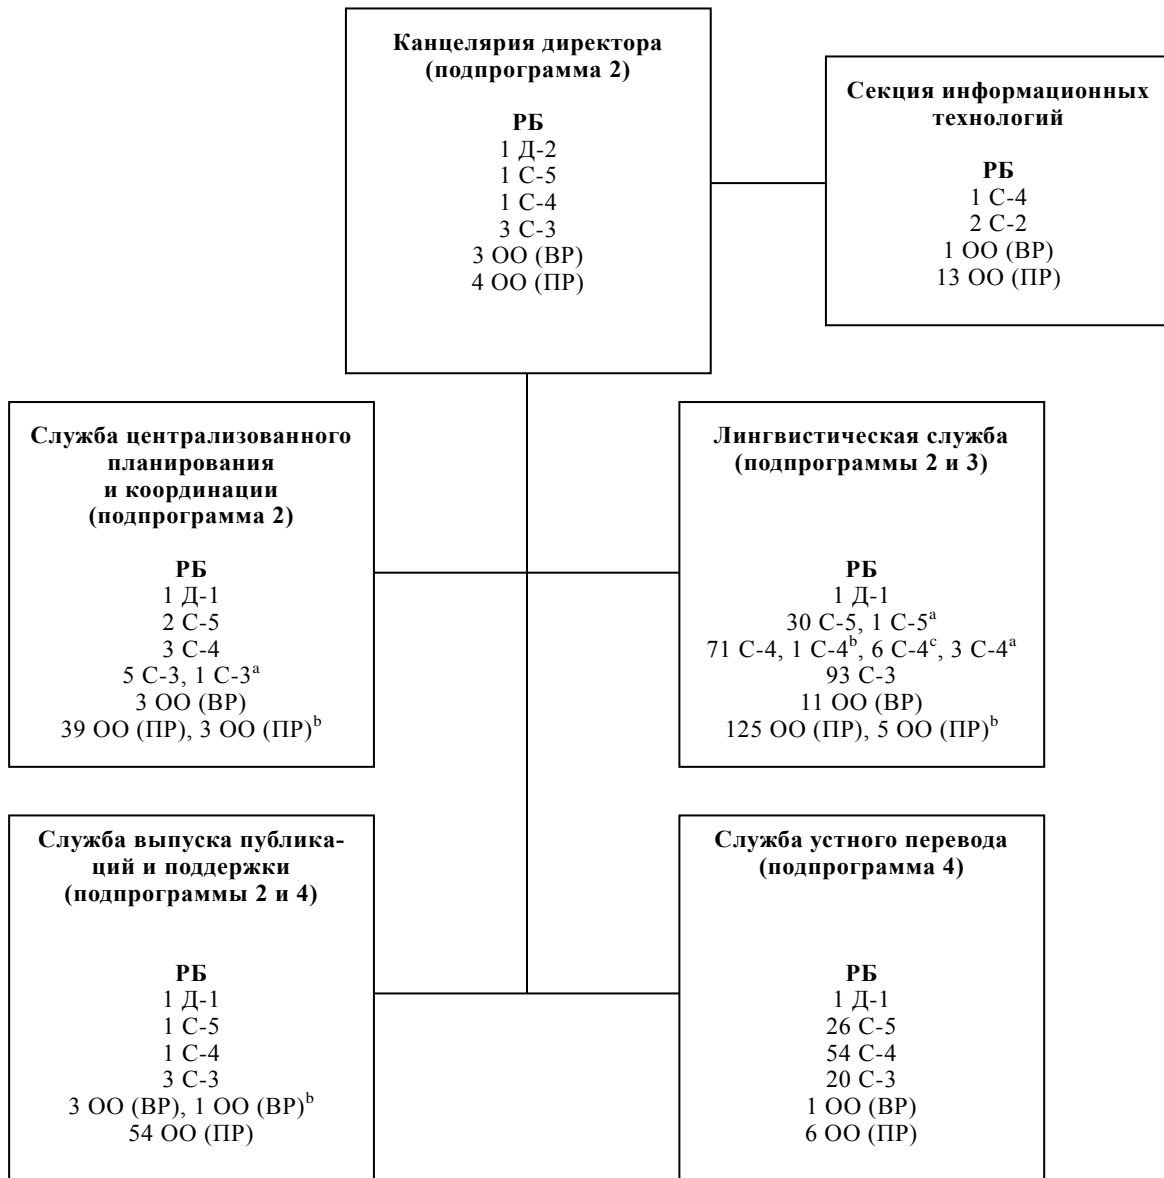 Канцелярия директора
(подпрограмма 2)
РБ
1 Д-2
1 С-5
1 С-4
3 С-3
3 ОО (ВР)
4 ОО (ПР)
Секция информационных
технологий
РБ
1 С-4
2 С-2
1 ОО (ВР)
13 ОО (ПР)
Служба централизованного
планирования
и координации
(подпрограмма 2)
РБ
1 Д-1
2 С-5
3 С-4
5 С-3, 1 С-3ᵃ
3 ОО (ВР)
39 ОО (ПР), 3 ОО (ПР)ᵇ
Лингвистическая служба
(подпрограммы 2 и 3)
РБ
1 Д-1
30 С-5, 1 С-5ᵃ
71 С-4, 1 С-4ᵇ, 6 С-4ᶜ, 3 С-4ᵃ
93 С-3
11 ОО (ВР)
125 ОО (ПР), 5 ОО (ПР)ᵇ
Служба выпуска публика-
ций и поддержки
(подпрограммы 2 и 4)
РБ
1 Д-1
1 С-5
1 С-4
3 С-3
3 ОО (ВР), 1 ОО (ВР)ᵇ
54 ОО (ПР)
Служба устного перевода
(подпрограмма 4)
РБ
1 Д-1
26 С-5
54 С-4
20 С-3
1 ОО (ВР)
6 ОО (ПР)